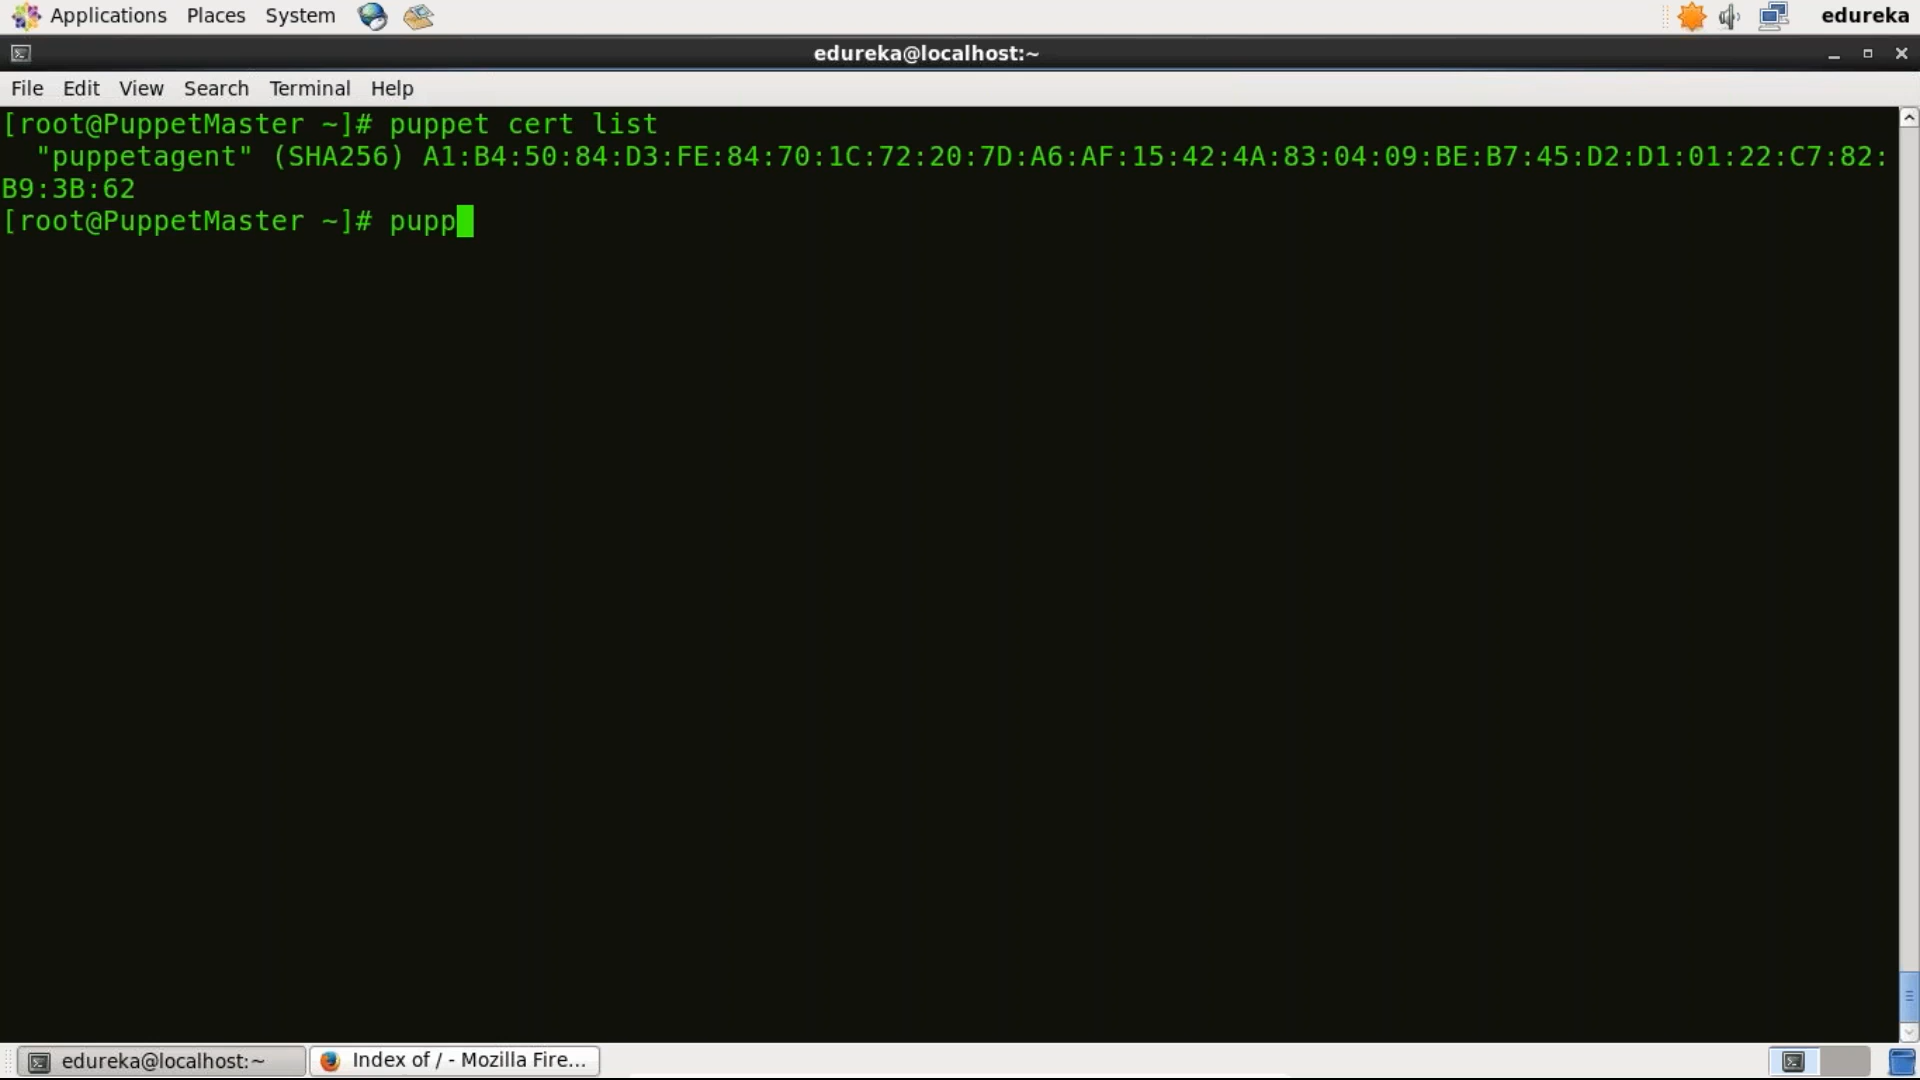 Applications Places System edureka
edureka@localhost:~
File Edit View Search Terminal Help
[root@PuppetMaster ~]# puppet cert list
"puppetagent" (SHA256) A1:B4:50:84:D3:FE:84:70:1C:72:20:7D:A6:AF:15:42:4A:83:04:09:BE:B7:45:D2:D1:01:22:C7:82:
B9:3B:62
[root@PuppetMaster ~]# pupp
edureka@localhost:~ Index of / - Mozilla Fire...